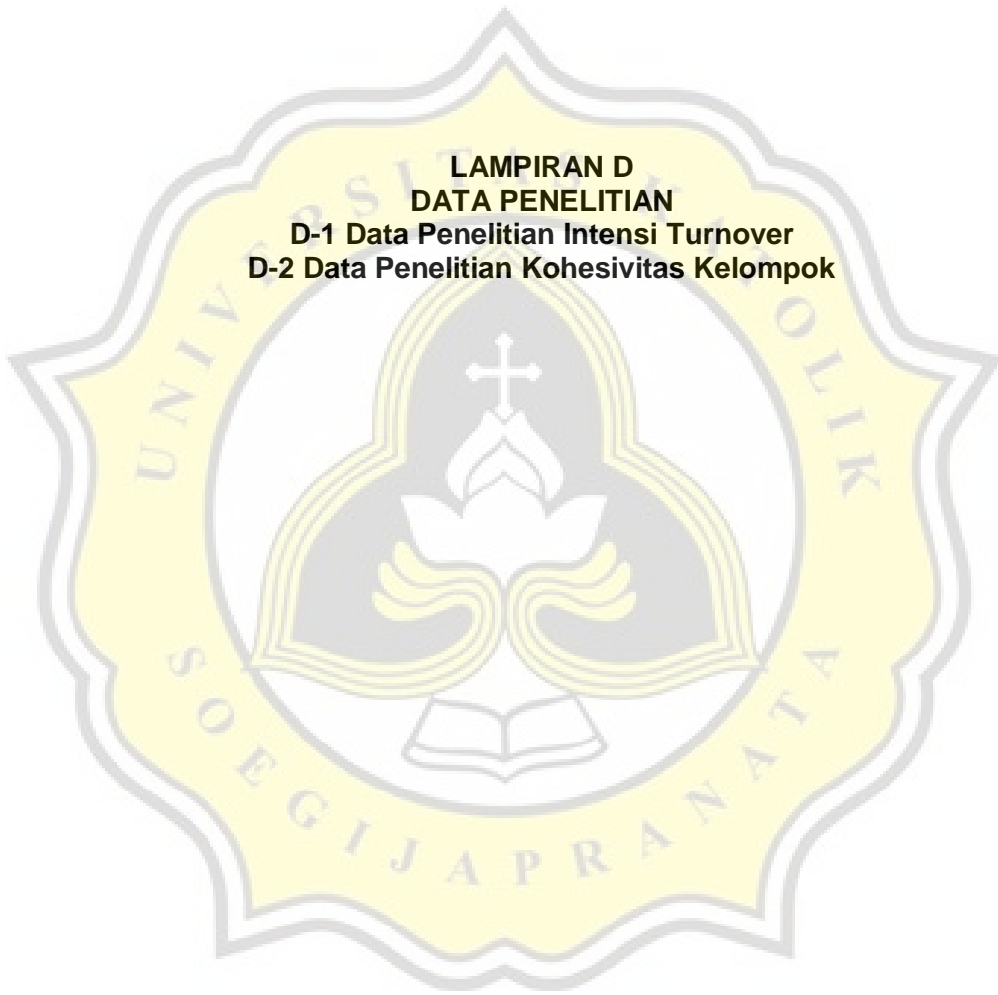 LAMPIRAN D
DATA PENELITIAN
D-1 Data Penelitian Intensi Turnover
D-2 Data Penelitian Kohesivitas Kelompok
UNIVERSITAS KATOLIK
SOEGIJAPRANATA